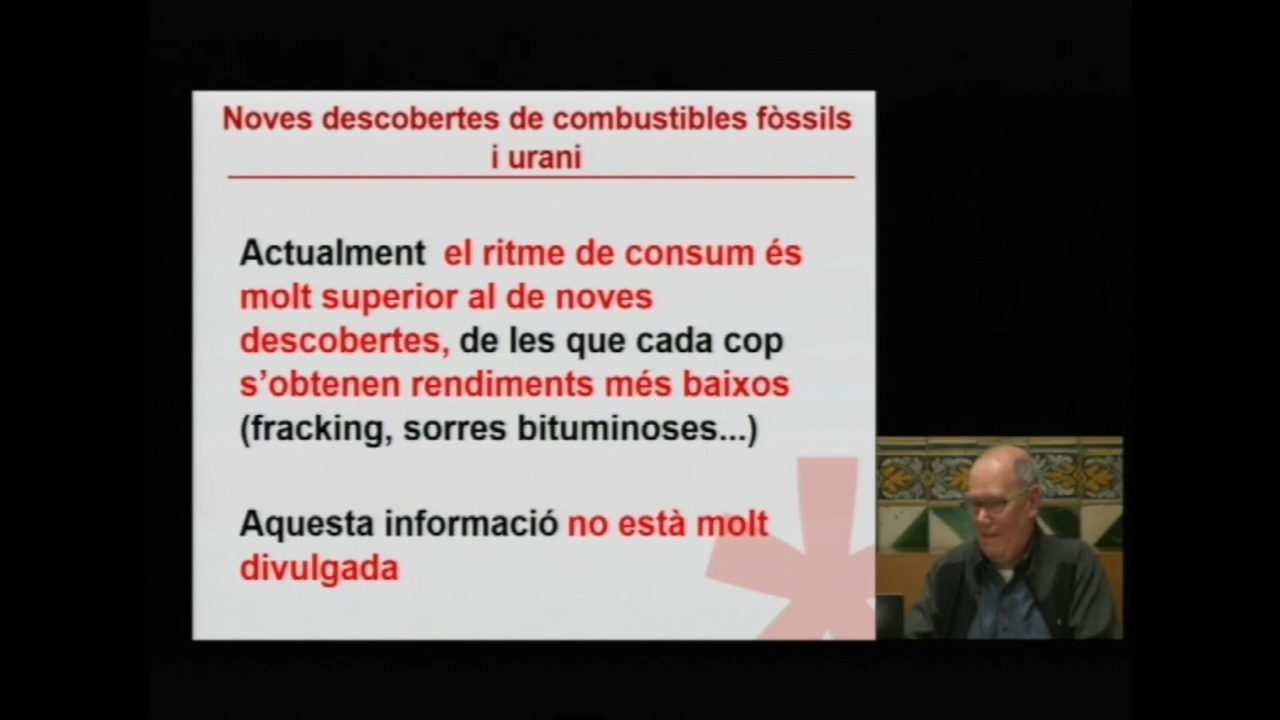 Noves descobertes de combustibles fòssils
i urani
Actualment el ritme de consum és
molt superior al de noves
descobertes, de les que cada cop
s’obtenen rendiments més baixos
(fracking, sorres bituminoses...)
Aquesta informació no està molt
divulgada